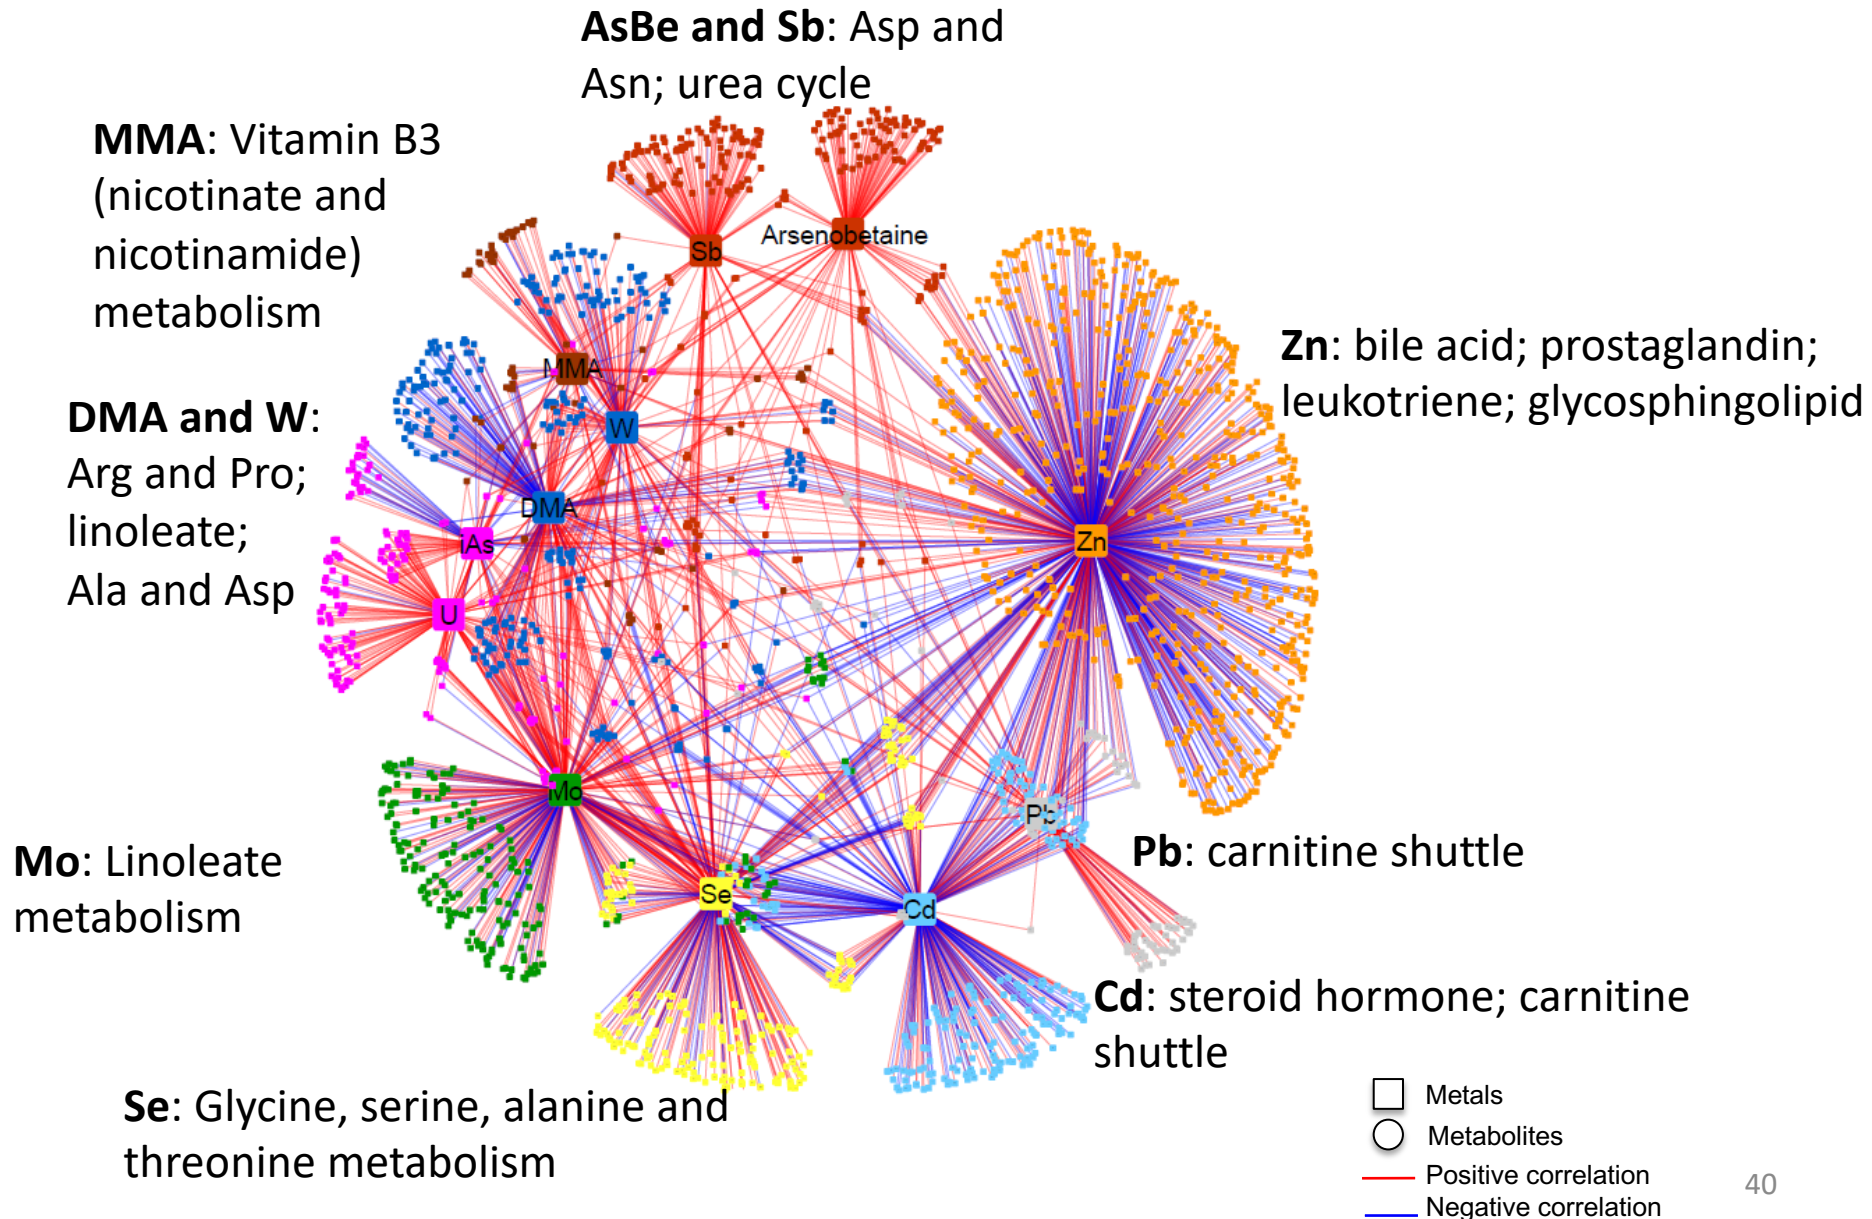 AsBe and Sb: Asp and
Asn; urea cycle
MMA: Vitamin B3
(nicotinate and
nicotinamide)
metabolism
Sb
Arsenobetaine
Zn: bile acid; prostaglandin;
leukotriene; glycosphingolipid
MMA
DMA and W:
Arg and Pro;
linoleate;
Ala and Asp
W
DMA
iAs
Zn
U
Mo
Pb
Mo: Linoleate
metabolism
Pb: carnitine shuttle
Se
Cd
Cd: steroid hormone; carnitine
shuttle
Se: Glycine, serine, alanine and
threonine metabolism
Metals
Metabolites
Positive correlation
Negative correlation
40